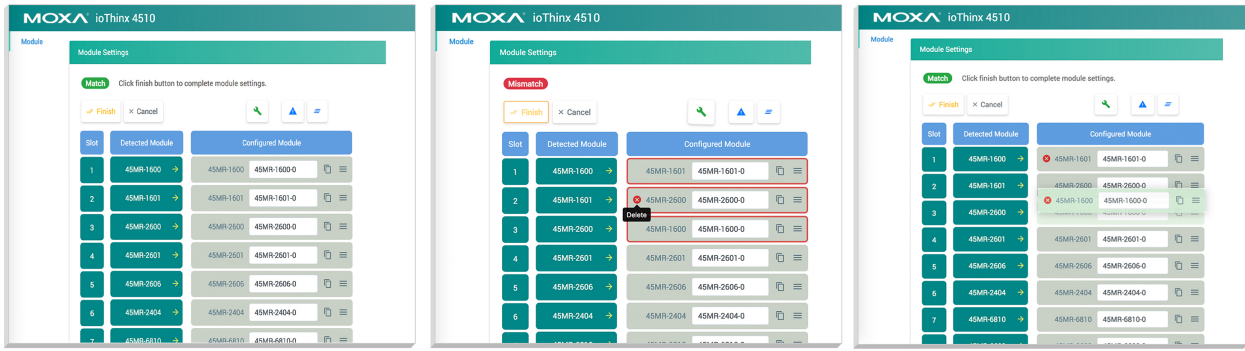 MOXA ioThinx 4510
Module
Module Settings
Match Click finish button to complete module settings.
Finish × Cancel
Slot Detected Module Configured Module
1 45MR-1600 → 45MR-1600 45MR-1600-0
2 45MR-1601 → 45MR-1601 45MR-1601-0
3 45MR-2600 → 45MR-2600 45MR-2600-0
4 45MR-2601 → 45MR-2601 45MR-2601-0
5 45MR-2606 → 45MR-2606 45MR-2606-0
6 45MR-2404 → 45MR-2404 45MR-2404-0
7 45MR-6810 → 45MR-6810 45MR-6810-0
MOXA ioThinx 4510
Module
Module Settings
Mismatch
Finish × Cancel
Slot Detected Module Configured Module
1 45MR-1600 → 45MR-1601 45MR-1601-0
2 45MR-1601 → 45MR-2600 45MR-2600-0
Delete
3 45MR-2600 → 45MR-1600 45MR-1600-0
4 45MR-2601 → 45MR-2601 45MR-2601-0
5 45MR-2606 → 45MR-2606 45MR-2606-0
6 45MR-2404 → 45MR-2404 45MR-2404-0
MOXA ioThinx 4510
Module
Module Settings
Match Click finish button to complete module settings.
Finish × Cancel
Slot Detected Module Configured Module
1 45MR-1600 → 45MR-1601 45MR-1601-0
2 45MR-1601 → 45MR-2600 45MR-2600-0
45MR-1600 45MR-1600-0
3 45MR-2600 →
4 45MR-2601 → 45MR-2601 45MR-2601-0
5 45MR-2606 → 45MR-2606 45MR-2606-0
6 45MR-2404 → 45MR-2404 45MR-2404-0
7 45MR-6810 → 45MR-6810 45MR-6810-0